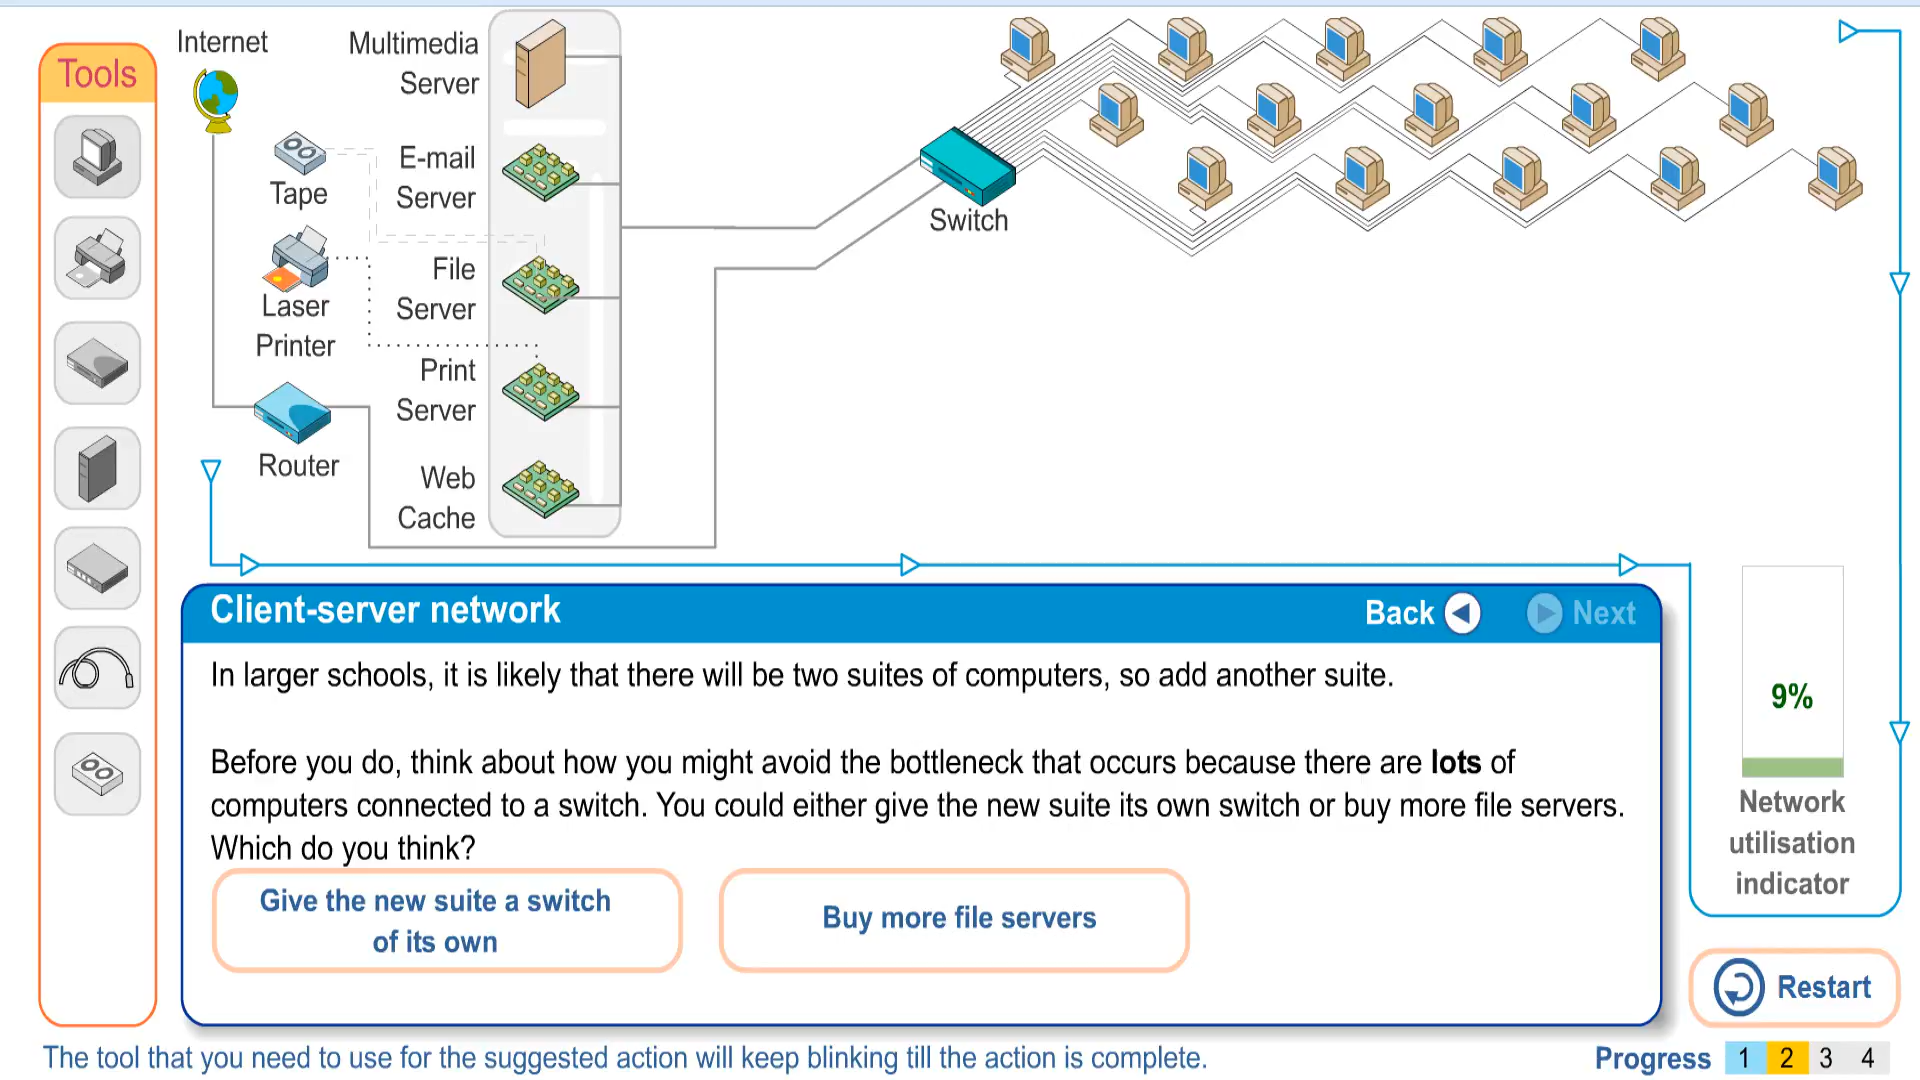 Tools
Internet
Multimedia
Server
Tape
E-mail
Server
Laser
Printer
File
Server
Print
Server
Router
Web
Cache
Switch
Client-server network
Back
Next
In larger schools, it is likely that there will be two suites of computers, so add another suite.
Before you do, think about how you might avoid the bottleneck that occurs because there are lots of
computers connected to a switch. You could either give the new suite its own switch or buy more file servers.
Which do you think?
Give the new suite a switch
of its own
Buy more file servers
9%
Network
utilisation
indicator
Restart
The tool that you need to use for the suggested action will keep blinking till the action is complete.
Progress 1 2 3 4